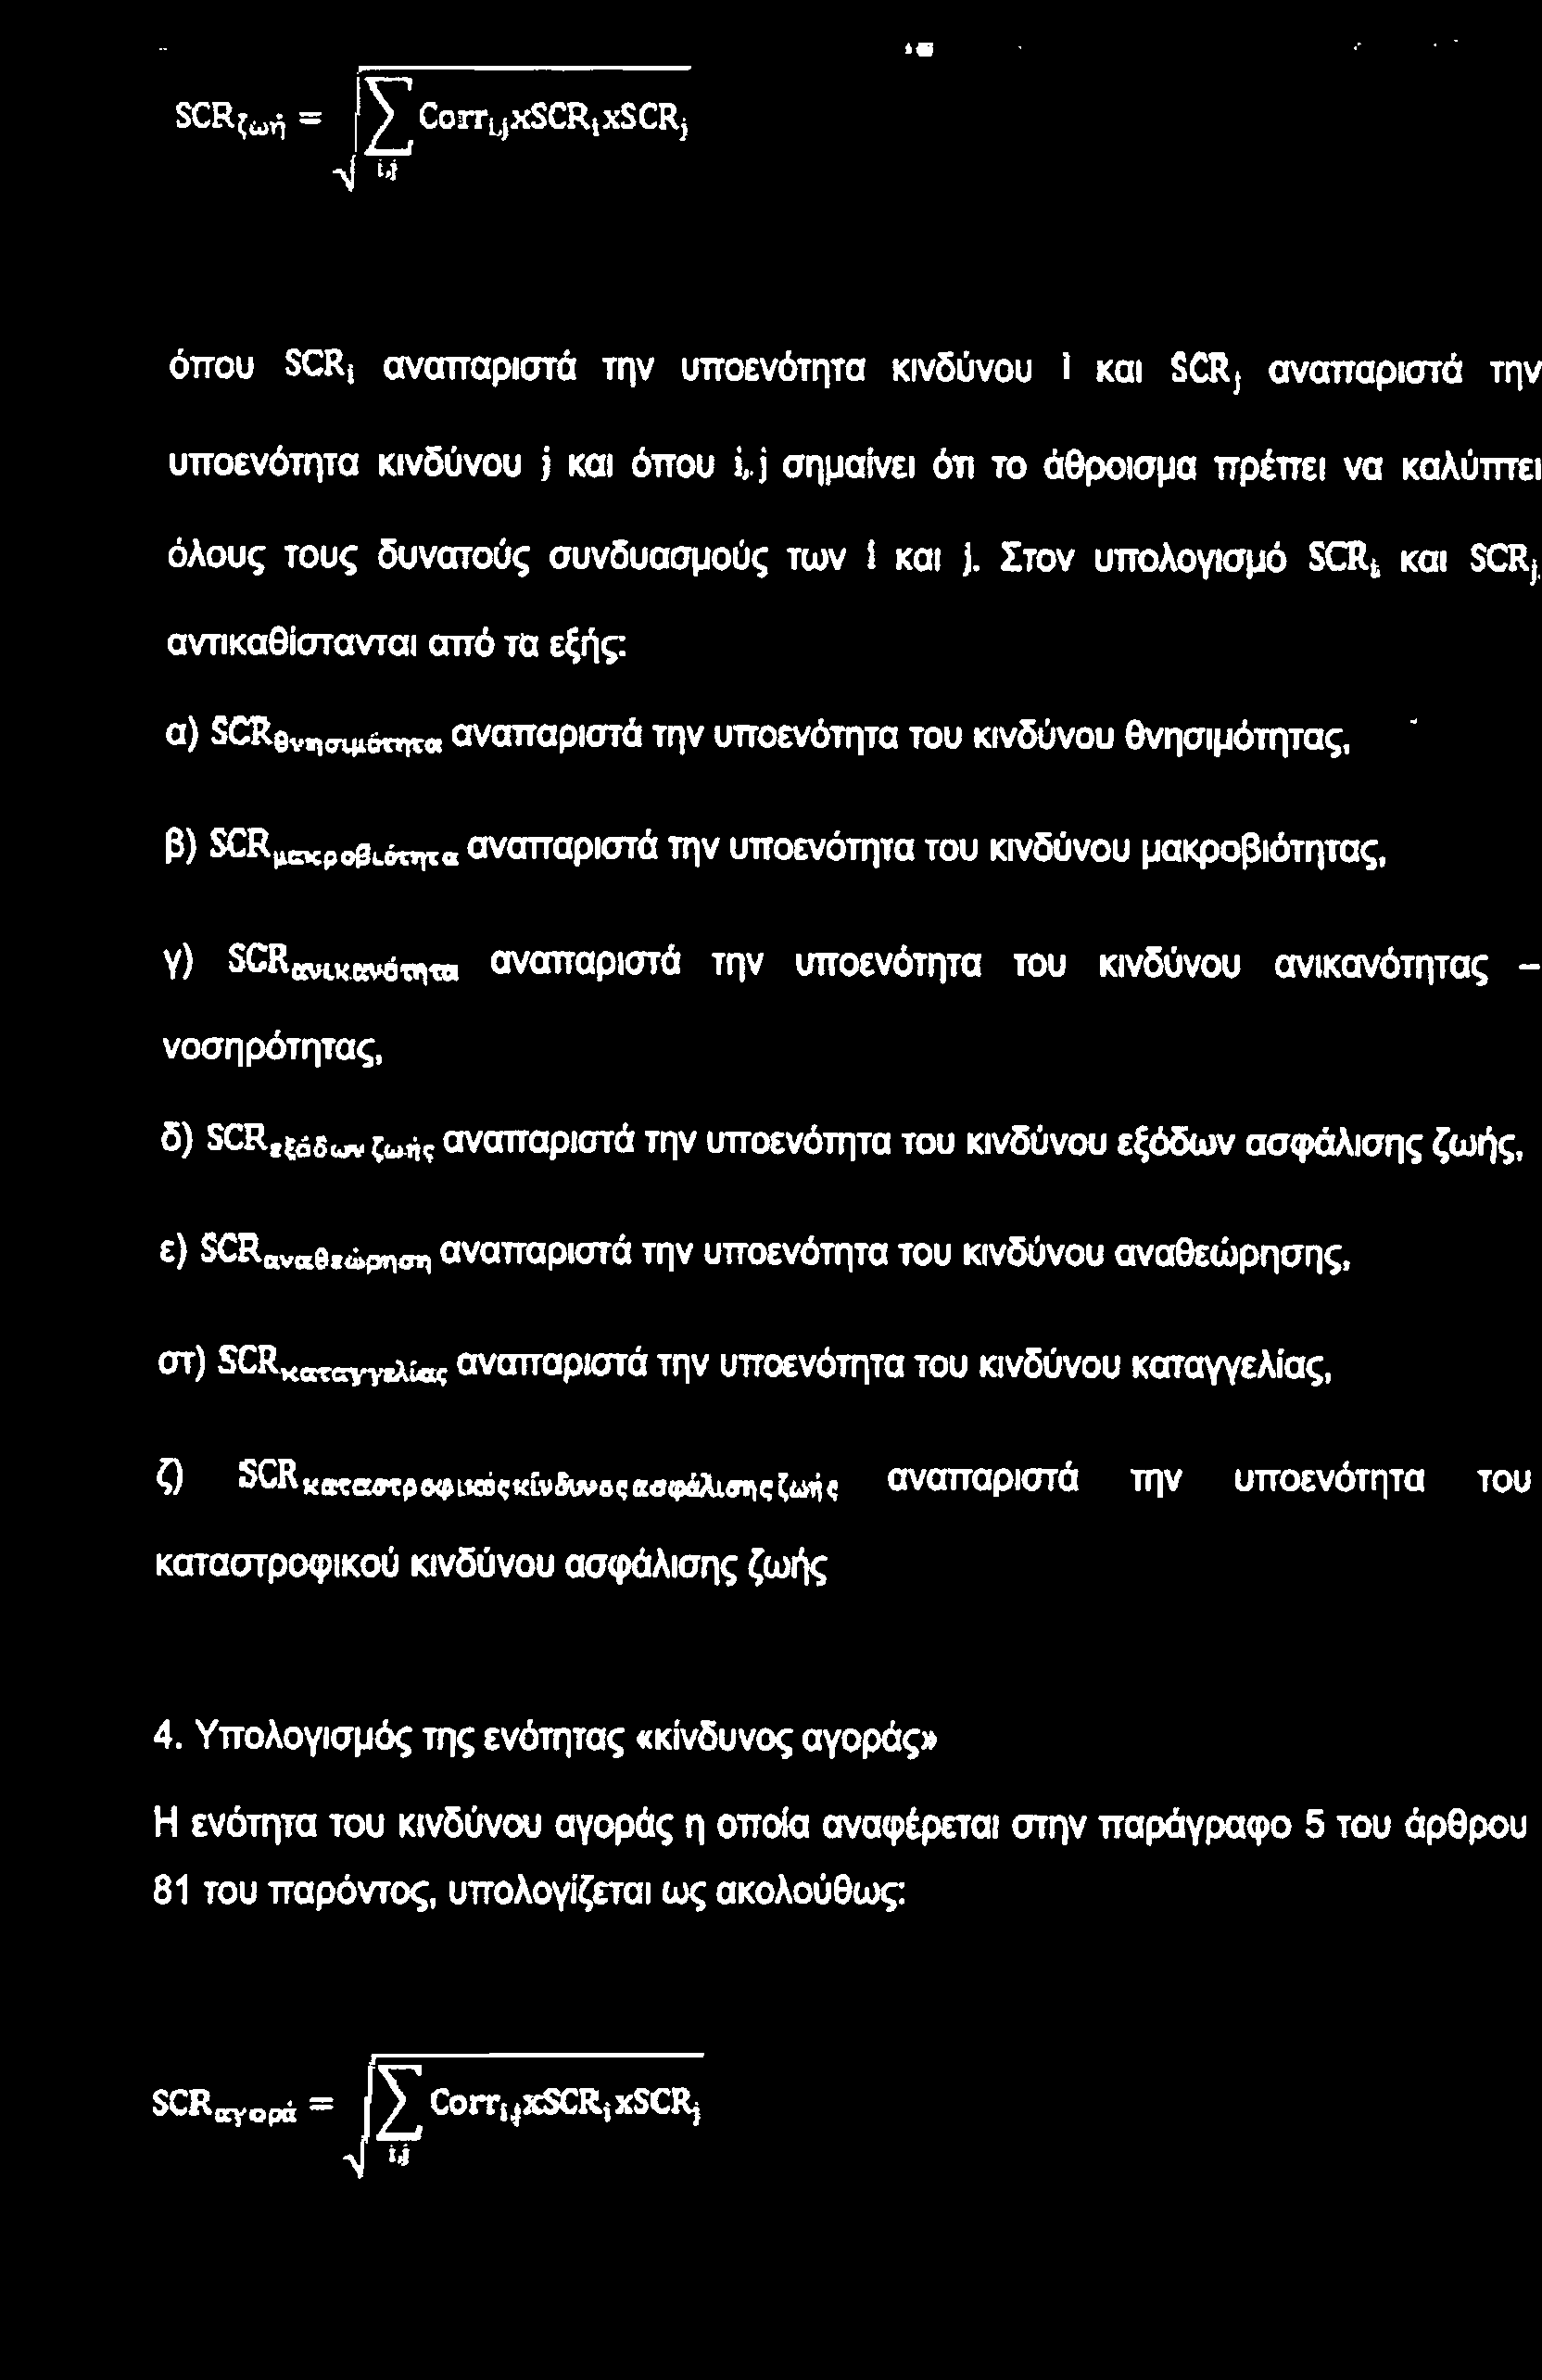 SCRζωή = √∑i,j Corri,jxSCRixSCRj
όπου SCRi αναπαριστά την υποενότητα κινδύνου i και SCRj αναπαριστά την
υποενότητα κινδύνου j και όπου i,j σημαίνει ότι το άθροισμα πρέπει να καλύπτει
όλους τους δυνατούς συνδυασμούς των i και j. Στον υπολογισμό SCRi και SCRj,
αντικαθίστανται από τα εξής:
α) SCRθνησιμότητα αναπαριστά την υποενότητα του κινδύνου θνησιμότητας,
β) SCRμακροβιότητα αναπαριστά την υποενότητα του κινδύνου μακροβιότητας,
γ) SCRανικανότητα αναπαριστά την υποενότητα του κινδύνου ανικανότητας –
νοσηρότητας,
δ) SCRεξόδων ζωής αναπαριστά την υποενότητα του κινδύνου εξόδων ασφάλισης ζωής,
ε) SCRαναθεώρηση αναπαριστά την υποενότητα του κινδύνου αναθεώρησης,
στ) SCRκαταγγελίας αναπαριστά την υποενότητα του κινδύνου καταγγελίας,
ζ) SCRκαταστροφικός κίνδυνος ασφάλισης ζωής αναπαριστά την υποενότητα του
καταστροφικού κινδύνου ασφάλισης ζωής
4. Υπολογισμός της ενότητας «κίνδυνος αγοράς»
Η ενότητα του κινδύνου αγοράς η οποία αναφέρεται στην παράγραφο 5 του άρθρου
81 του παρόντος, υπολογίζεται ως ακολούθως:
SCRαγορά = √∑i,j Corri,jxSCRixSCRj